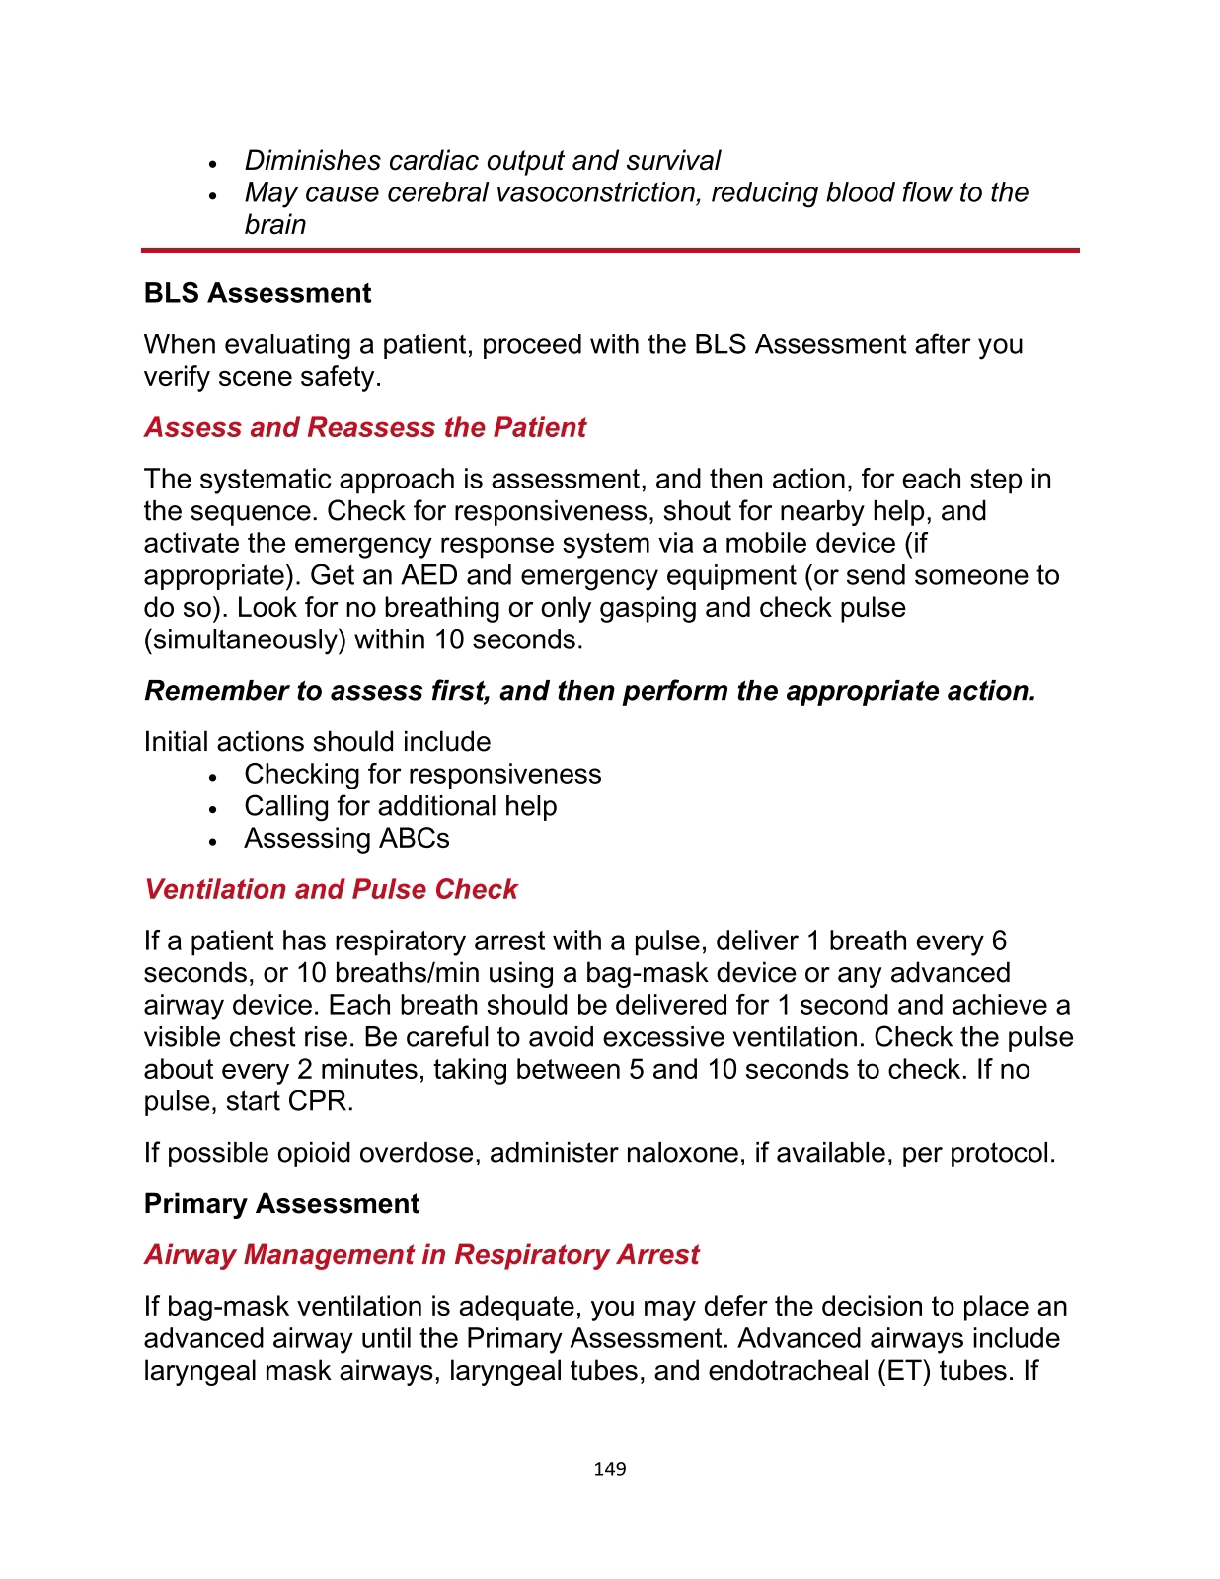 • Diminishes cardiac output and survival
• May cause cerebral vasoconstriction, reducing blood flow to the
brain
BLS Assessment
When evaluating a patient, proceed with the BLS Assessment after you
verify scene safety.
Assess and Reassess the Patient
The systematic approach is assessment, and then action, for each step in
the sequence. Check for responsiveness, shout for nearby help, and
activate the emergency response system via a mobile device (if
appropriate). Get an AED and emergency equipment (or send someone to
do so). Look for no breathing or only gasping and check pulse
(simultaneously) within 10 seconds.
Remember to assess first, and then perform the appropriate action.
Initial actions should include
• Checking for responsiveness
• Calling for additional help
• Assessing ABCs
Ventilation and Pulse Check
If a patient has respiratory arrest with a pulse, deliver 1 breath every 6
seconds, or 10 breaths/min using a bag-mask device or any advanced
airway device. Each breath should be delivered for 1 second and achieve a
visible chest rise. Be careful to avoid excessive ventilation. Check the pulse
about every 2 minutes, taking between 5 and 10 seconds to check. If no
pulse, start CPR.
If possible opioid overdose, administer naloxone, if available, per protocol.
Primary Assessment
Airway Management in Respiratory Arrest
If bag-mask ventilation is adequate, you may defer the decision to place an
advanced airway until the Primary Assessment. Advanced airways include
laryngeal mask airways, laryngeal tubes, and endotracheal (ET) tubes. If
149